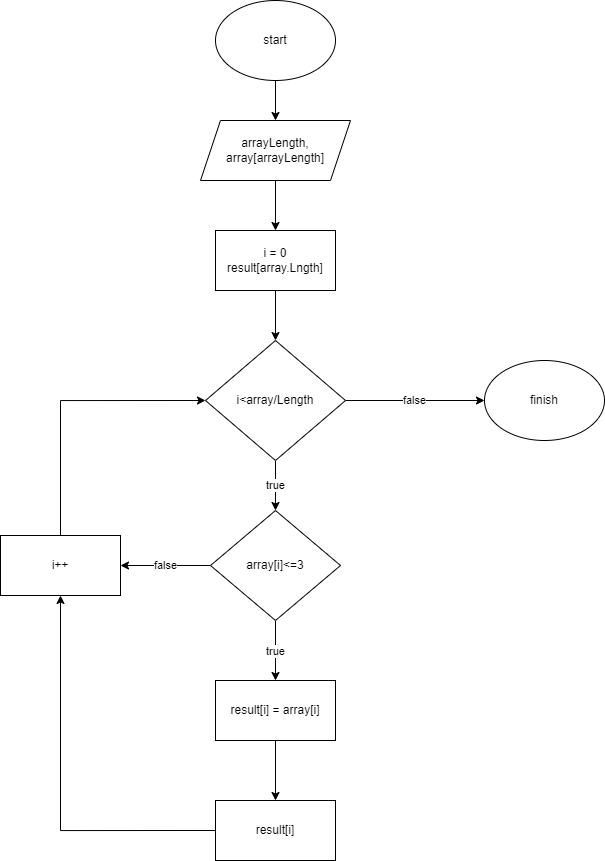 start
arrayLength,
array[arrayLength]
i = 0
result[array.Lngth]
i<array/Length
false
finish
true
i++
false
array[i]<=3
true
result[i] = array[i]
result[i]